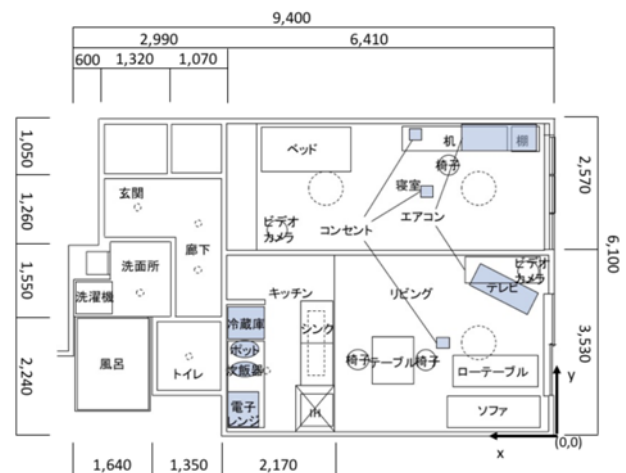 9,400
2,990
6,410
600
1,320
1,070
1,050
1,260
1,550
2,240
2,570
6,100
3,530
ベッド
机
棚
椅子
玄関
寝室
ビデオ
カメラ
コンセント
エアコン
廊下
洗面所
洗濯機
キッチン
リビング
ビデオ
カメラ
テレビ
冷蔵庫
シンク
ポット
炊飯器
風呂
トイレ
椅子
テーブル
椅子
ローテーブル
電子
レンジ
IH
ソファ
y
x
(0,0)
1,640
1,350
2,170